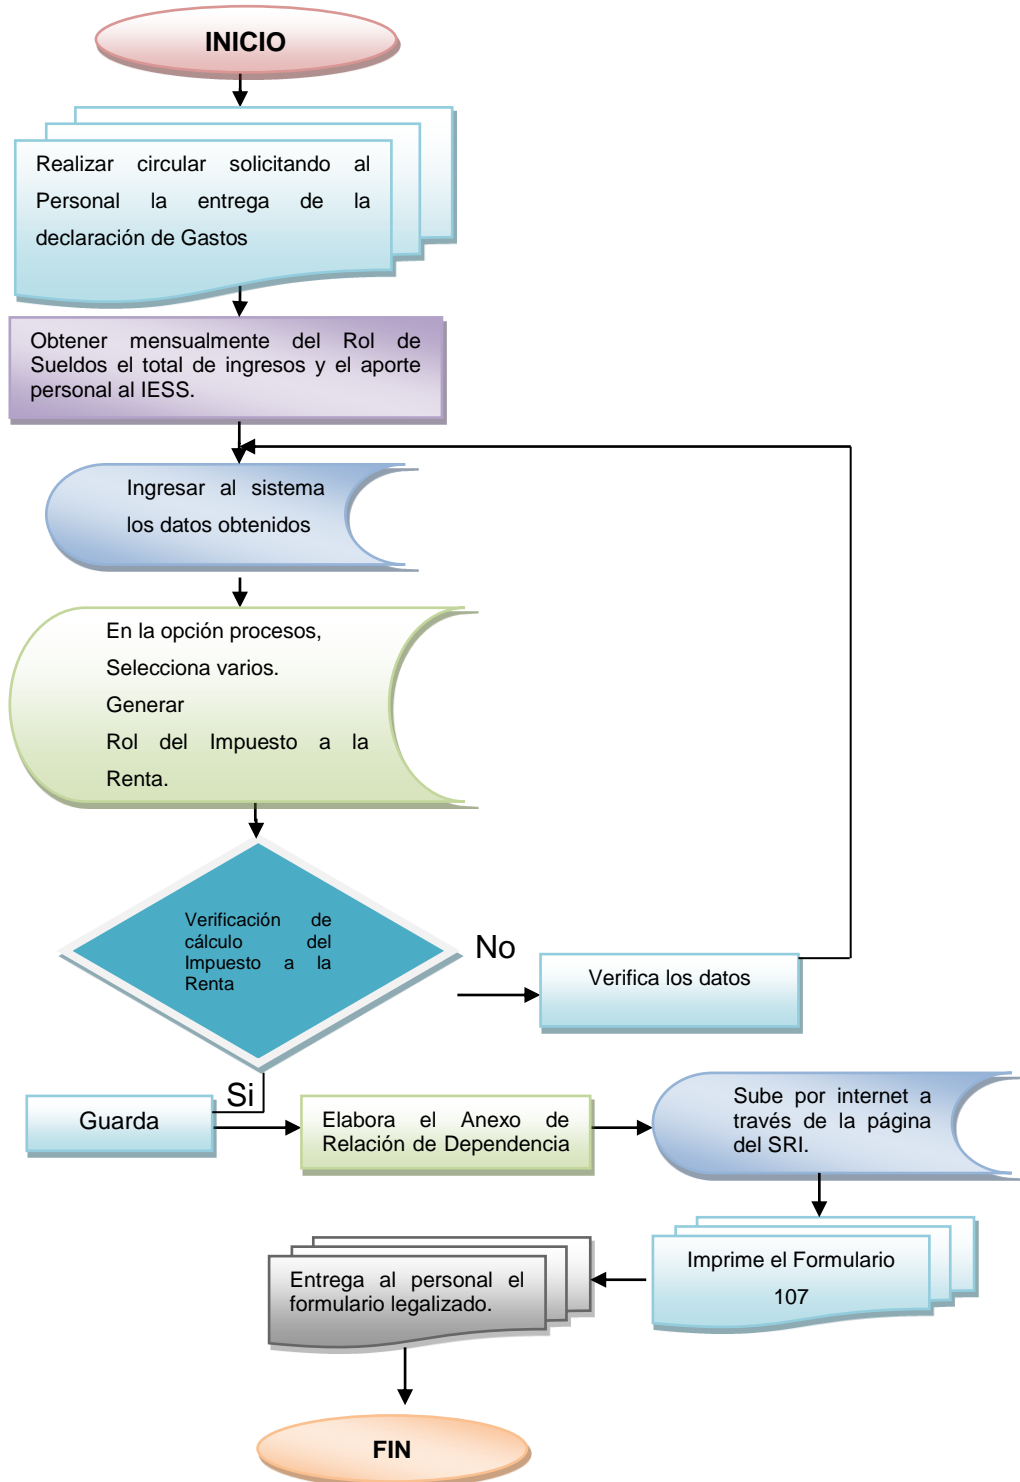 INICIO
Realizar circular solicitando al
Personal la entrega de la
declaración de Gastos
Obtener mensualmente del Rol de
Sueldos el total de ingresos y el aporte
personal al IESS.
Ingresar al sistema
los datos obtenidos
En la opción procesos,
Selecciona varios.
Generar
Rol del Impuesto a la
Renta.
Verificación de
cálculo del
Impuesto a la
Renta
No
Verifica los datos
Si
Guarda
Elabora el Anexo de
Relación de Dependencia
Sube por internet a
través de la página
del SRI.
Imprime el Formulario
107
Entrega al personal el
formulario legalizado.
FIN